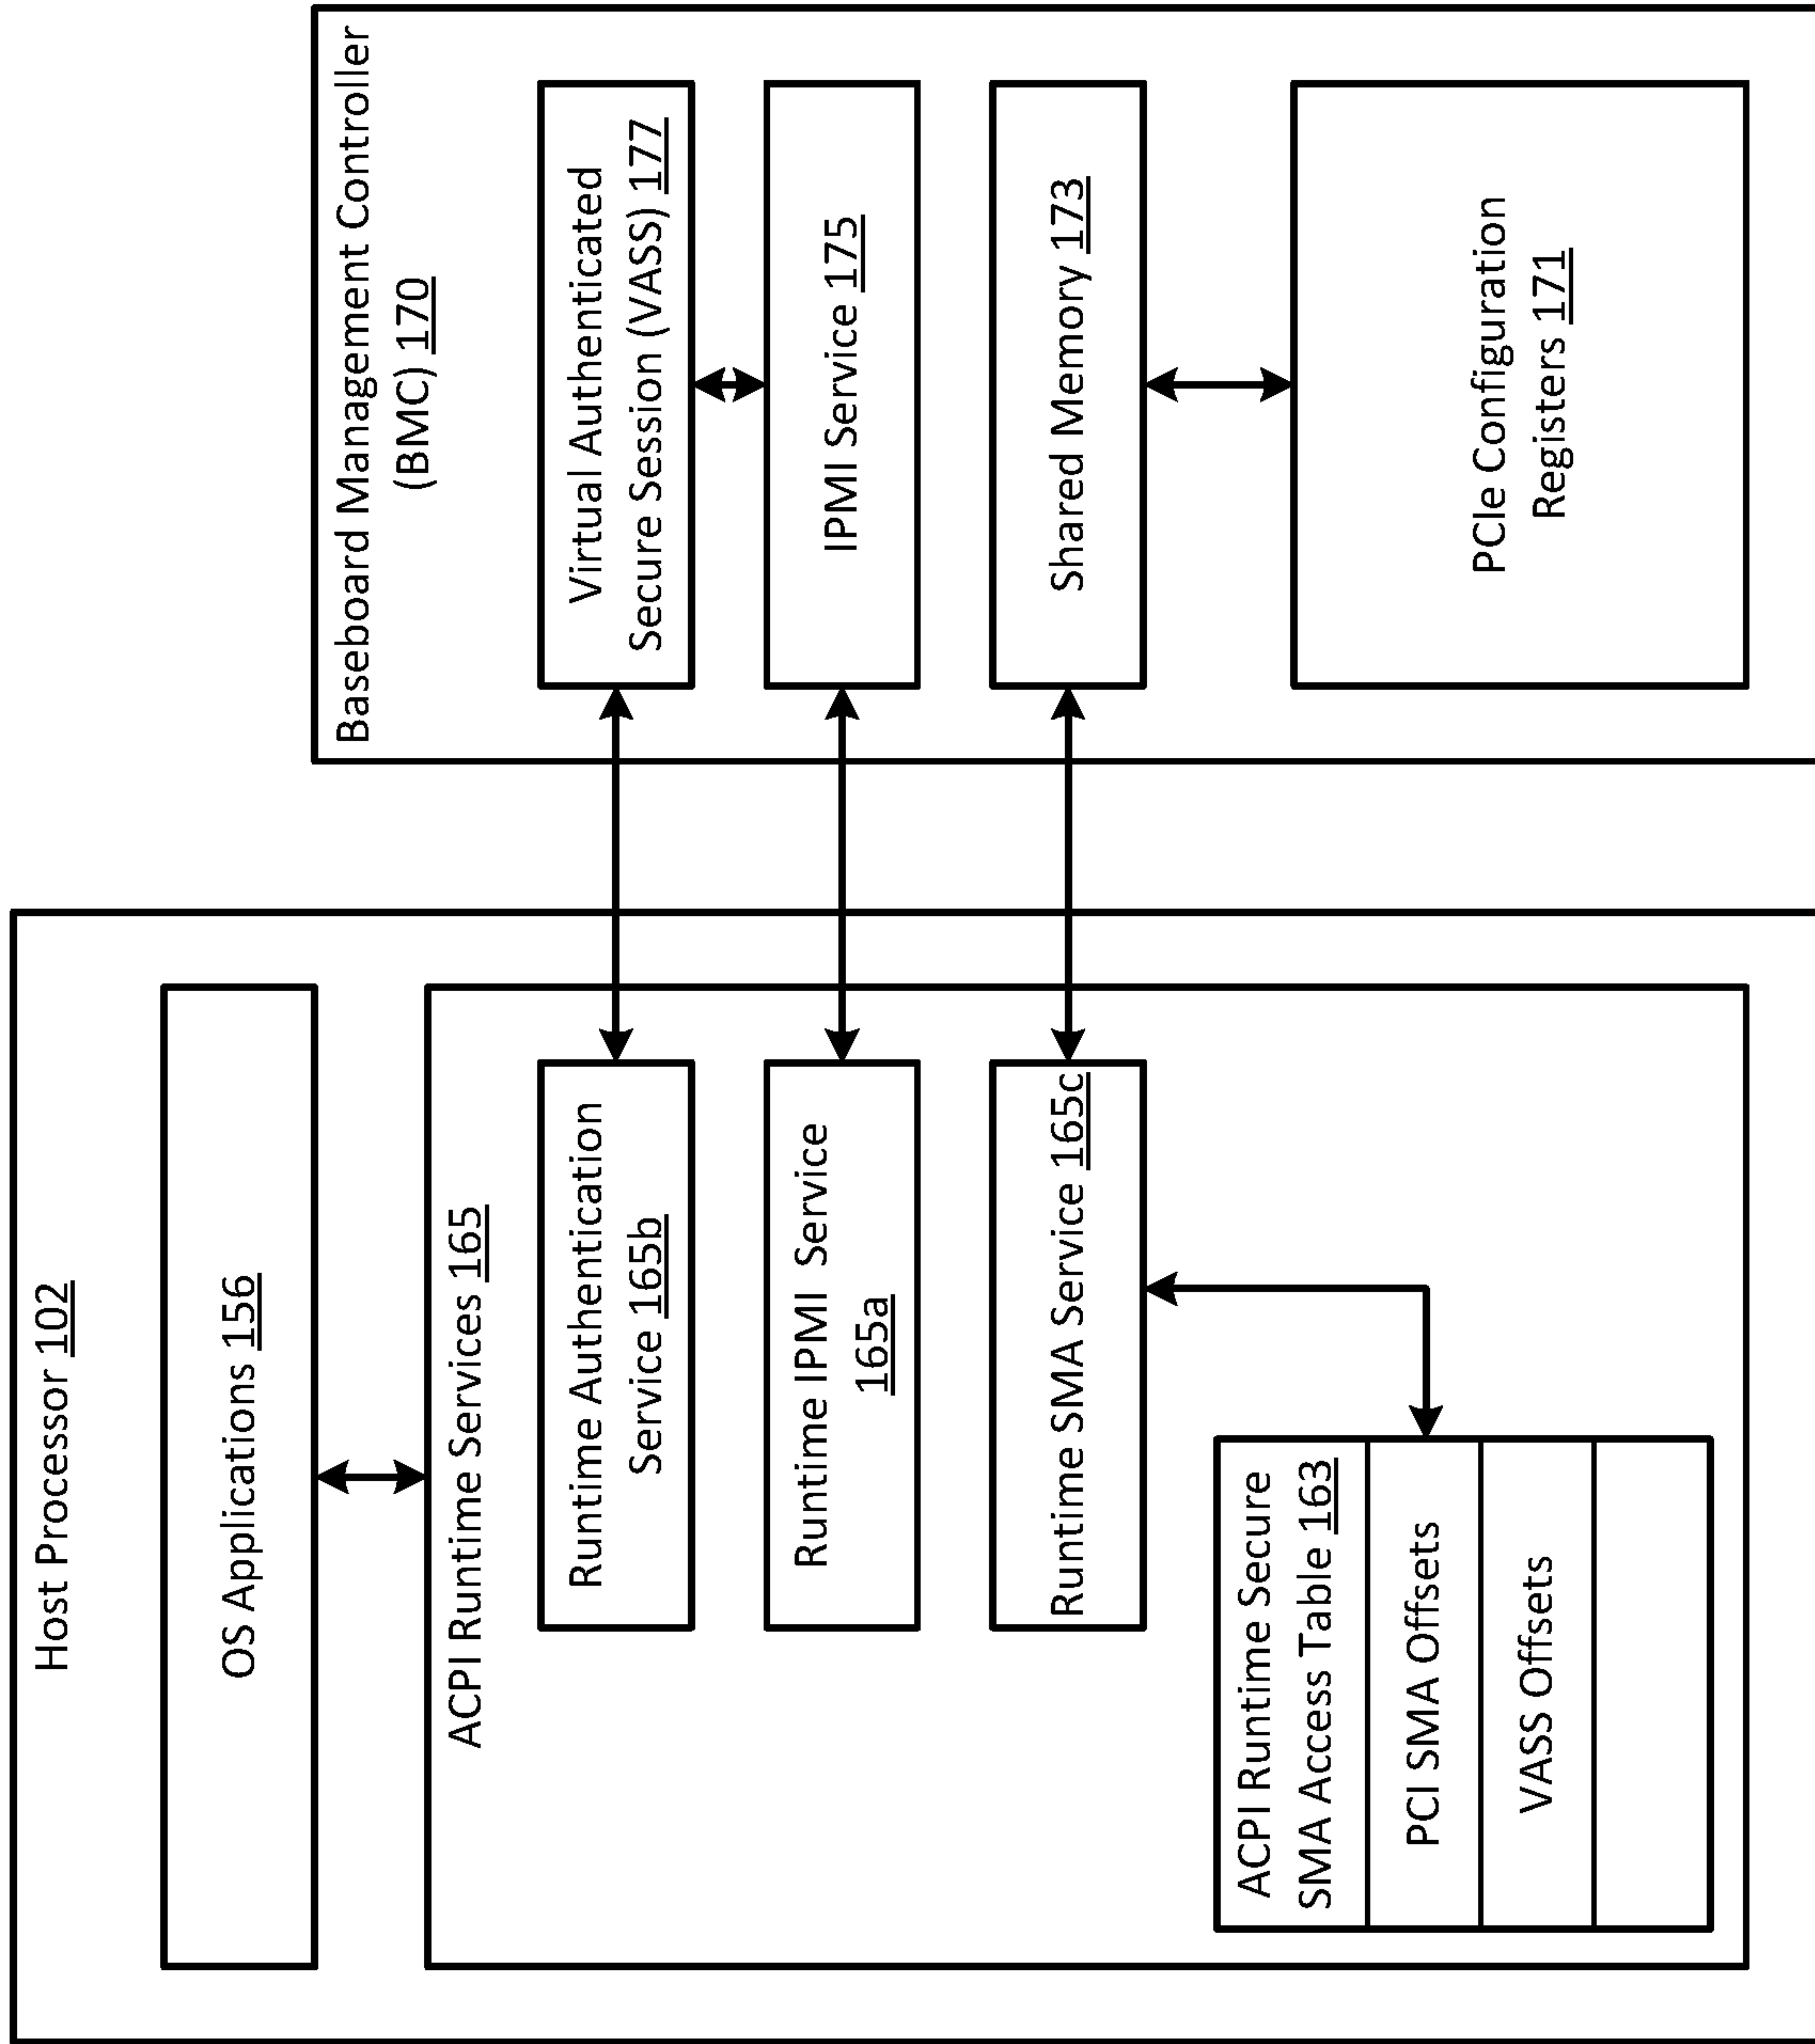 Host Processor 102
OS Applications 156
ACPI Runtime Services 165
Runtime Authentication
Service 165b
Runtime IPMI Service
165a
Runtime SMA Service 165c
ACPI Runtime Secure
SMA Access Table 163
PCI SMA Offsets
VASS Offsets
Baseboard Management Controller
(BMC) 170
Virtual Authenticated
Secure Session (VASS) 177
IPMI Service 175
Shared Memory 173
PCIe Configuration
Registers 171